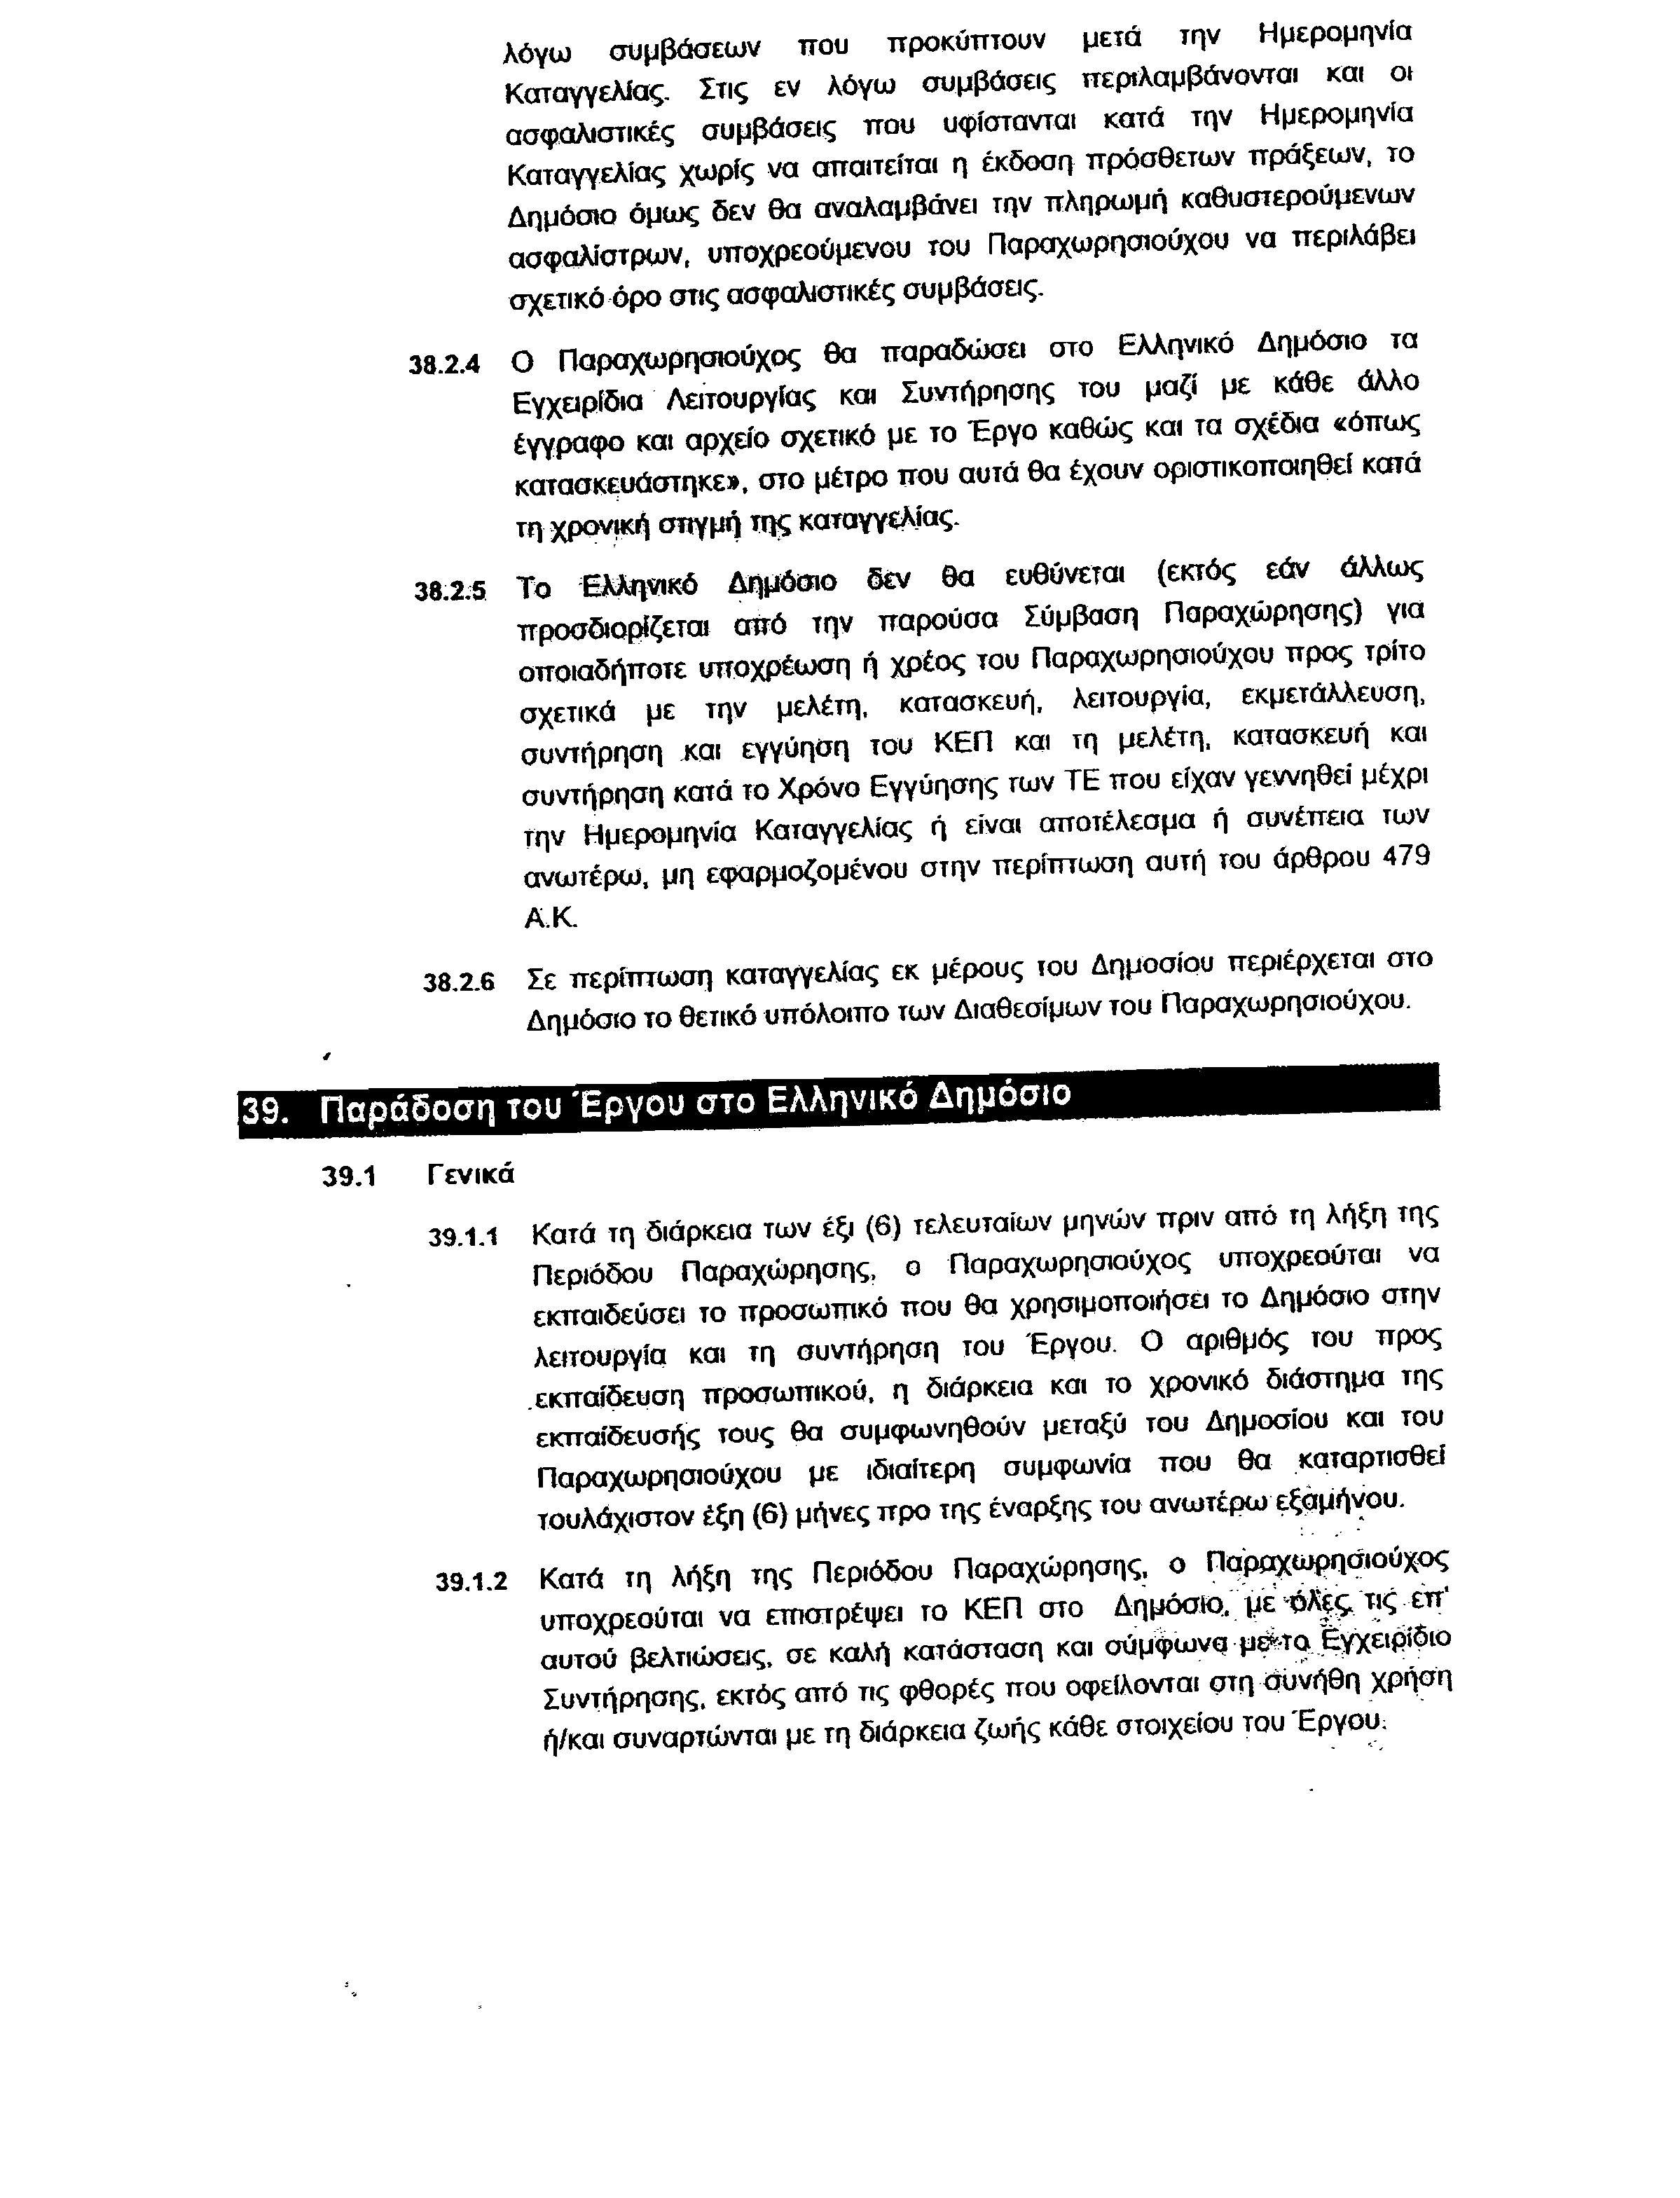 λόγω συμβάσεων που προκύπτουν μετά την Ημερομηνία
Καταγγελίας. Στις εν λόγω συμβάσεις περιλαμβάνονται και οι
ασφαλιστικές συμβάσεις που υφίστανται κατά την Ημερομηνία
Καταγγελίας χωρίς να απαιτείται η έκδοση πρόσθετων πράξεων, το
Δημόσιο όμως δεν θα αναλαμβάνει την πληρωμή καθυστερούμενων
ασφαλίστρων, υποχρεούμενου του Παραχωρησιούχου να περιλάβει
σχετικό όρο στις ασφαλιστικές συμβάσεις.
38.2.4 Ο Παραχωρησιούχος θα παραδώσει στο Ελληνικό Δημόσιο τα
Εγχειρίδια Λειτουργίας και Συντήρησης του μαζί με κάθε άλλο
έγγραφο και αρχείο σχετικό με το Έργο καθώς και τα σχέδια «όπως
κατασκευάστηκε», στο μέτρο που αυτά θα έχουν οριστικοποιηθεί κατά
τη χρονική στιγμή της καταγγελίας.
38.2.5 Το Ελληνικό Δημόσιο δεν θα ευθύνεται (εκτός εάν άλλως
προσδιορίζεται από την παρούσα Σύμβαση Παραχώρησης) για
οποιαδήποτε υποχρέωση ή χρέος του Παραχωρησιούχου προς τρίτο
σχετικά με την μελέτη, κατασκευή, λειτουργία, εκμετάλλευση,
συντήρηση και εγγύηση του ΚΕΠ και τη μελέτη, κατασκευή και
συντήρηση κατά το Χρόνο Εγγύησης των ΤΕ που είχαν γεννηθεί μέχρι
την Ημερομηνία Καταγγελίας ή είναι αποτέλεσμα ή συνέπεια των
ανωτέρω, μη εφαρμοζομένου στην περίπτωση αυτή του άρθρου 479
Α.Κ.
38.2.6 Σε περίπτωση καταγγελίας εκ μέρους του Δημοσίου περιέρχεται στο
Δημόσιο το θετικό υπόλοιπο των Διαθεσίμων του Παραχωρησιούχου.
39. Παράδοση του Έργου στο Ελληνικό Δημόσιο
39.1 Γενικά
39.1.1 Κατά τη διάρκεια των έξι (6) τελευταίων μηνών πριν από τη λήξη της
Περιόδου Παραχώρησης, ο Παραχωρησιούχος υποχρεούται να
εκπαιδεύσει το προσωπικό που θα χρησιμοποιήσει το Δημόσιο στην
λειτουργία και τη συντήρηση του Έργου. Ο αριθμός του προς
εκπαίδευση προσωπικού, η διάρκεια και το χρονικό διάστημα της
εκπαίδευσής τους θα συμφωνηθούν μεταξύ του Δημοσίου και του
Παραχωρησιούχου με ιδιαίτερη συμφωνία που θα καταρτισθεί
τουλάχιστον έξη (6) μήνες προ της έναρξης του ανωτέρω εξαμήνου.
39.1.2 Κατά τη λήξη της Περιόδου Παραχώρησης, ο Παραχωρησιούχος
υποχρεούται να επιστρέψει το ΚΕΠ στο Δημόσιο, με όλες τις επ'
αυτού βελτιώσεις, σε καλή κατάσταση και σύμφωνα με το Εγχειρίδιο
Συντήρησης, εκτός από τις φθορές που οφείλονται στη συνήθη χρήση
ή/και συναρτώνται με τη διάρκεια ζωής κάθε στοιχείου του Έργου.